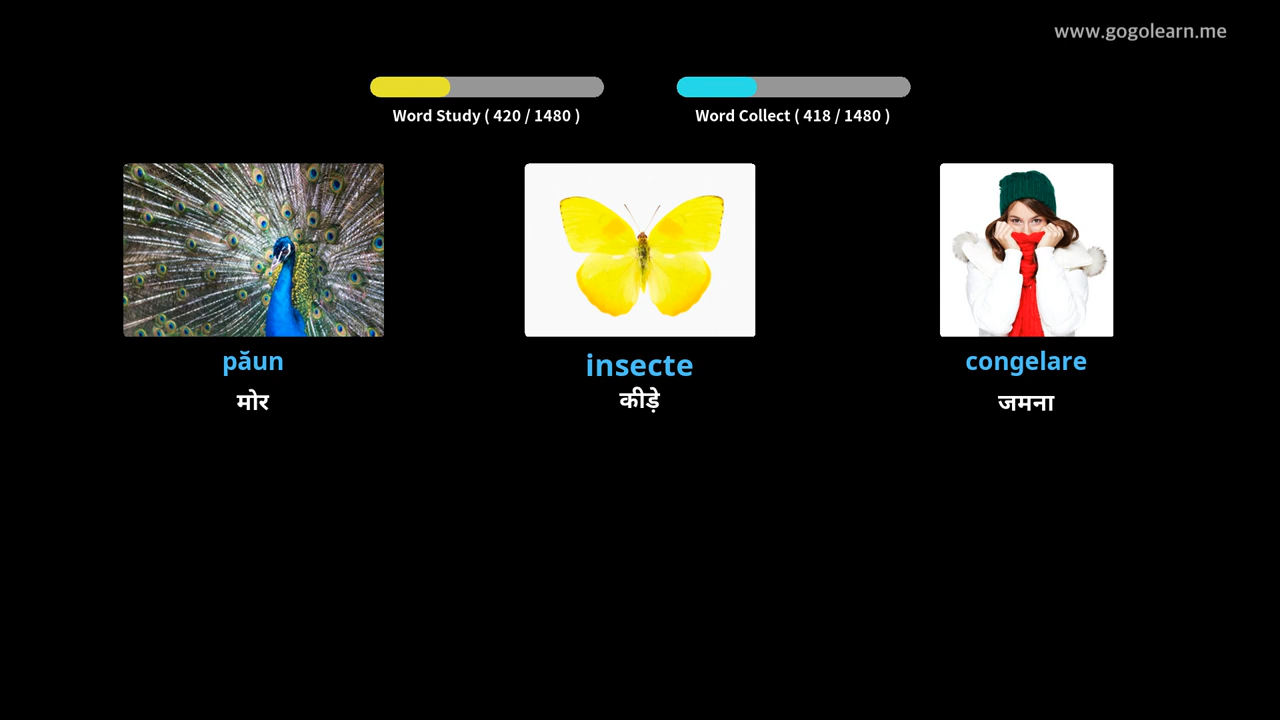 www.gogolearn.me
Word Study ( 420 / 1480 )
Word Collect ( 418 / 1480 )
păun
insecte
congelare
मोर
कीड़े
जमना